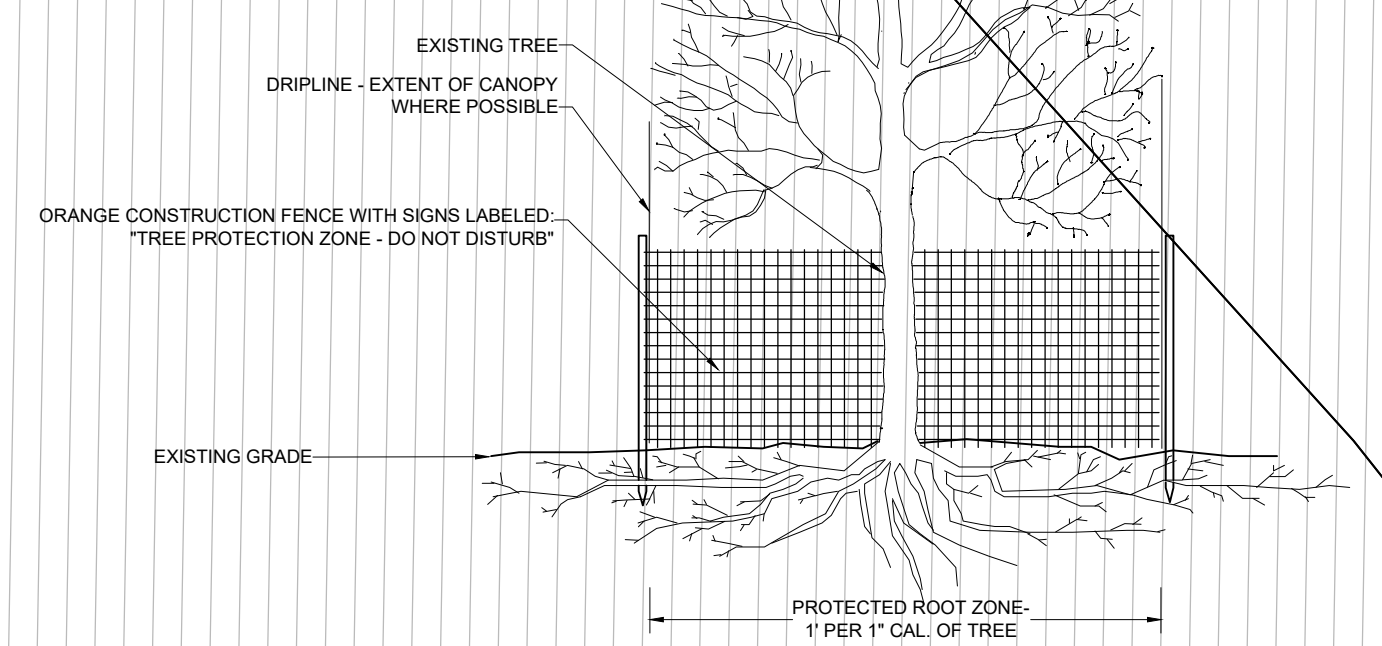 EXISTING TREE
DRIPLINE - EXTENT OF CANOPY
WHERE POSSIBLE
ORANGE CONSTRUCTION FENCE WITH SIGNS LABELED:
"TREE PROTECTION ZONE - DO NOT DISTURB"
EXISTING GRADE
PROTECTED ROOT ZONE-
1' PER 1" CAL. OF TREE